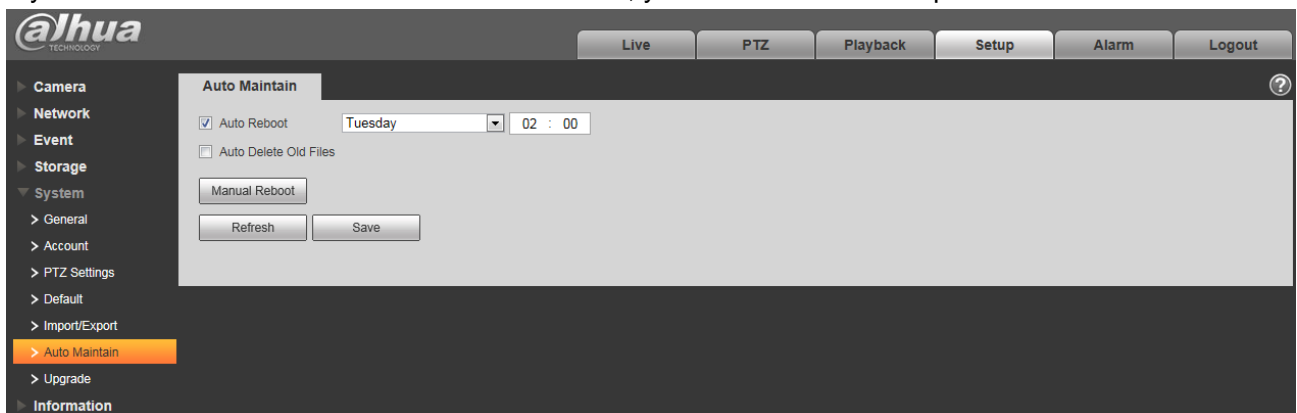 alhua
TECHNOLOGY
Live PTZ Playback Setup Alarm Logout
Camera
Network
Event
Storage
System
> General
> Account
> PTZ Settings
> Default
> Import/Export
> Auto Maintain
> Upgrade
Information
Auto Maintain ?
Auto Reboot Tuesday 02 : 00
Auto Delete Old Files
Manual Reboot
Refresh Save